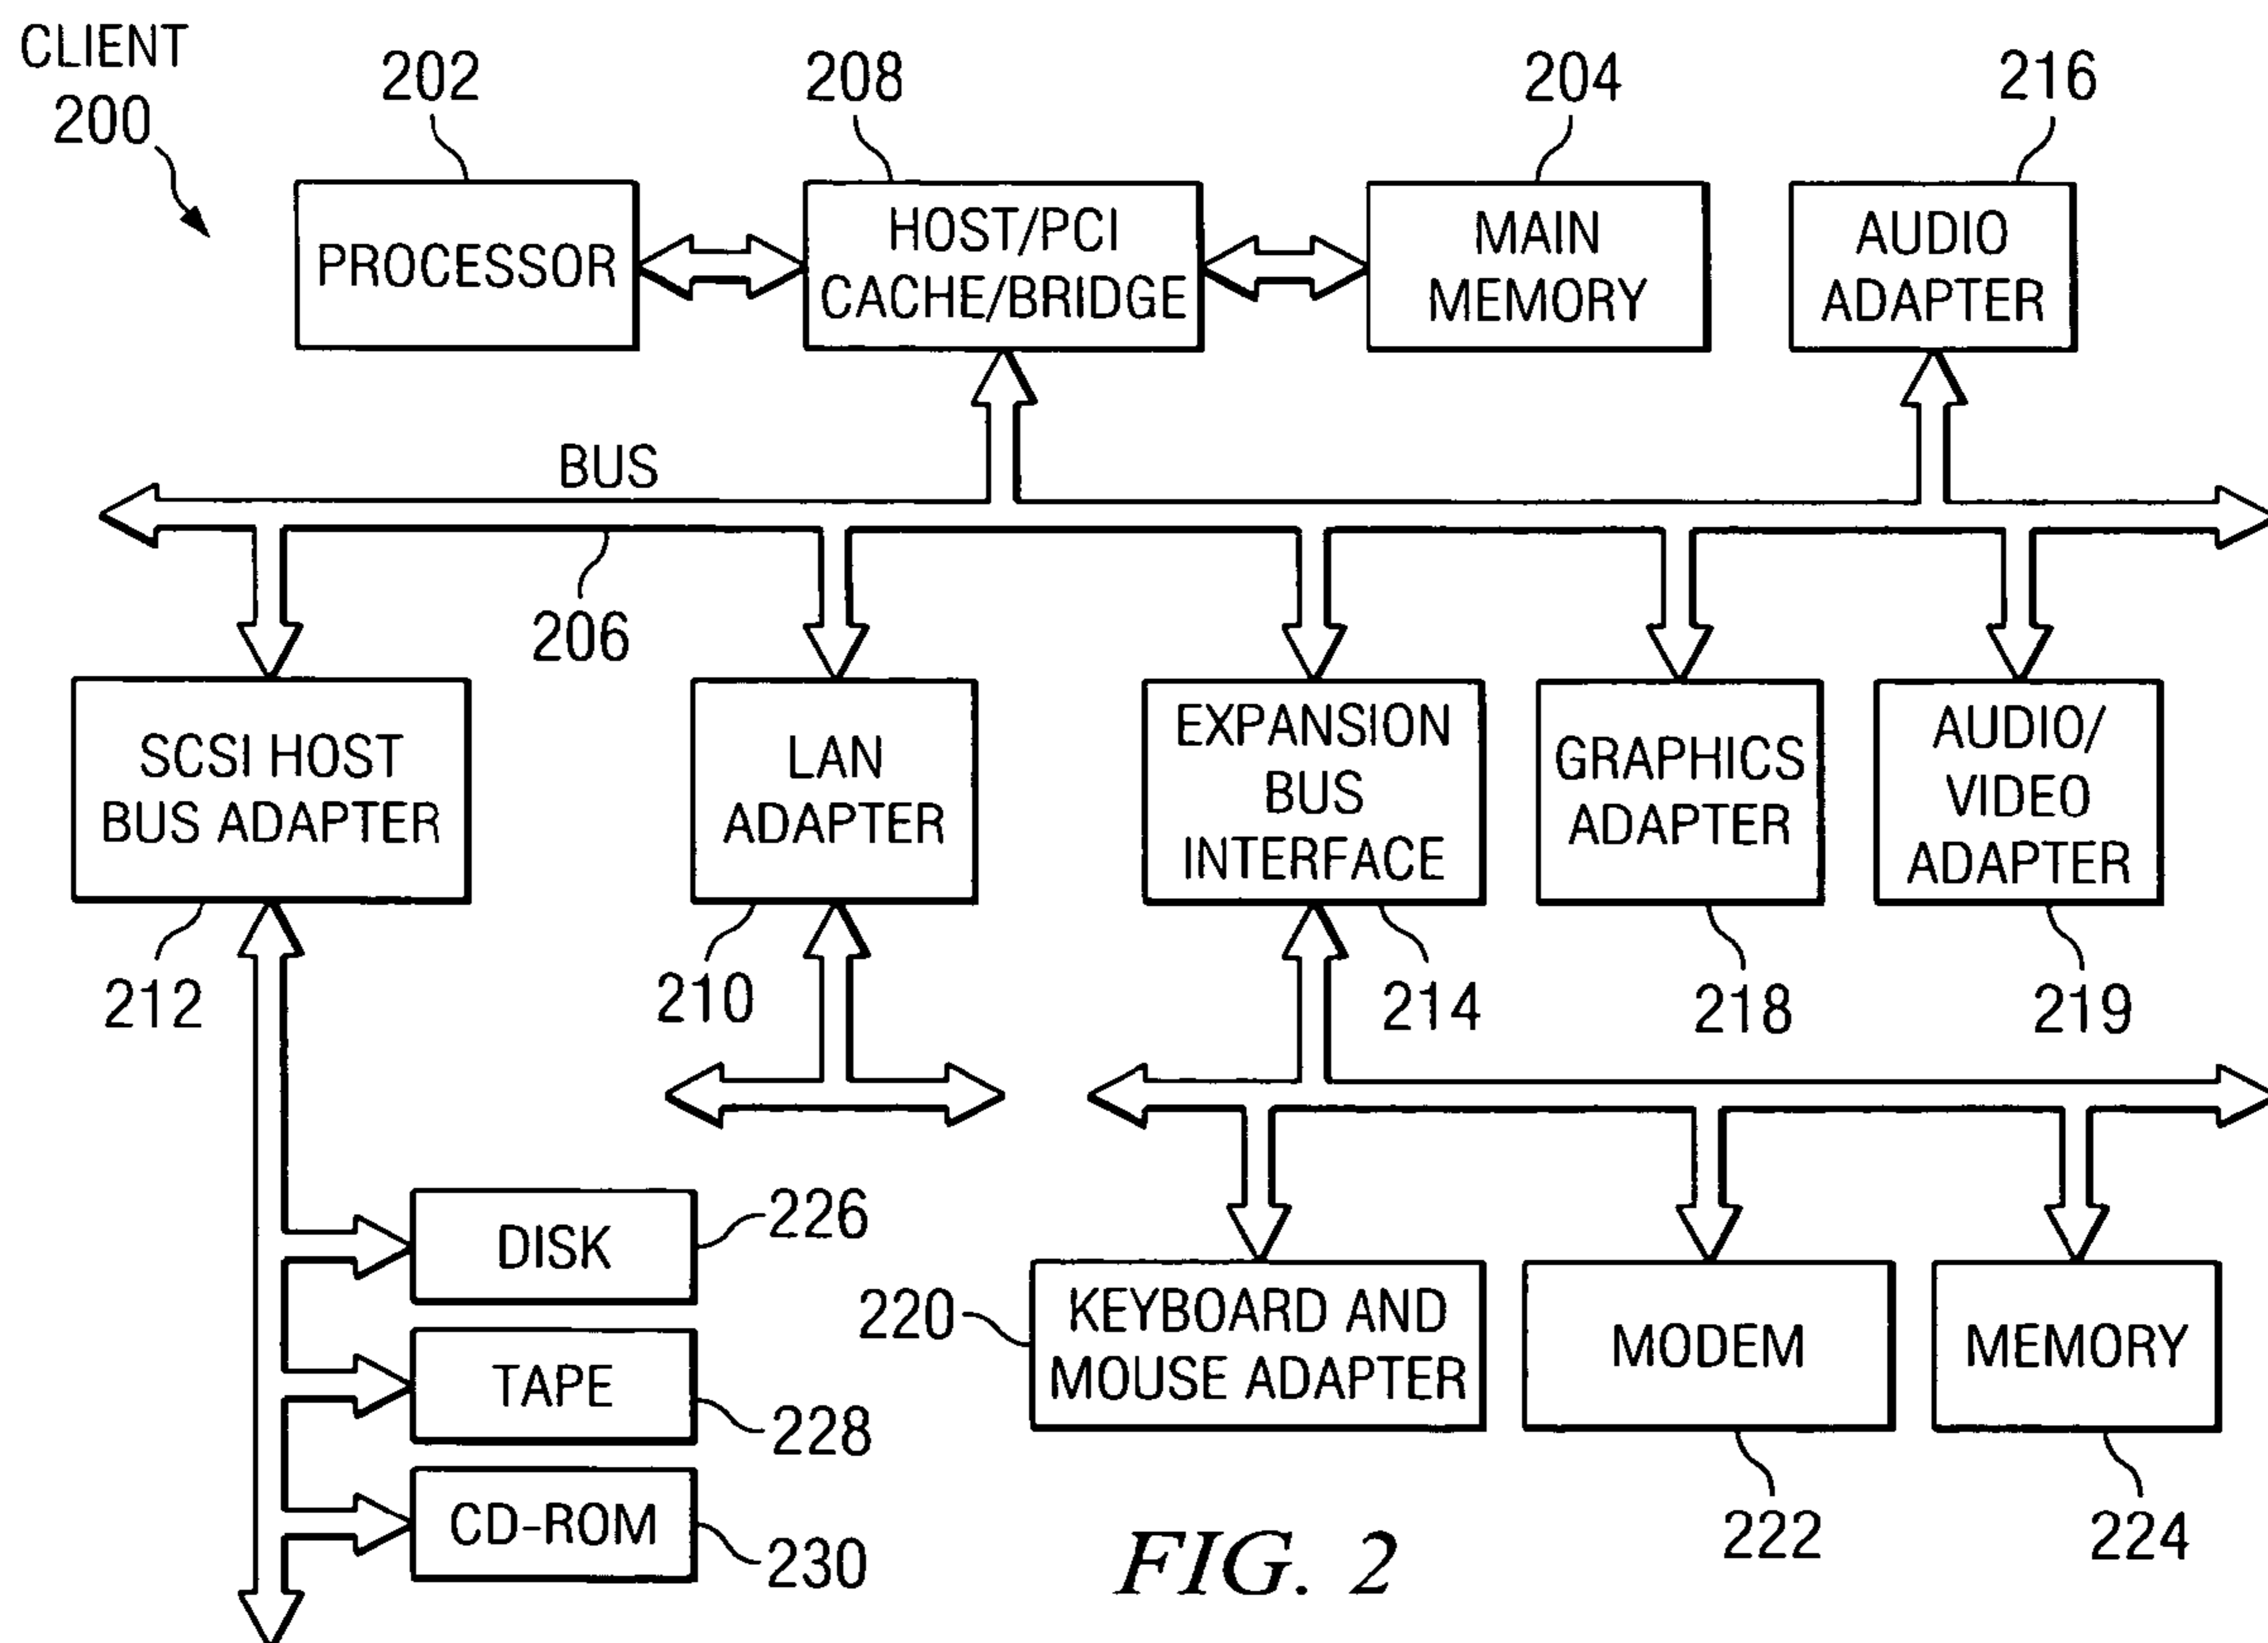 CLIENT
200
202
208
204
216
PROCESSOR
HOST/PCI
CACHE/BRIDGE
MAIN
MEMORY
AUDIO
ADAPTER
BUS
206
SCSI HOST
BUS ADAPTER
LAN
ADAPTER
EXPANSION
BUS
INTERFACE
GRAPHICS
ADAPTER
AUDIO/
VIDEO
ADAPTER
212
210
214
218
219
DISK
226
TAPE
228
CD-ROM
230
220
KEYBOARD AND
MOUSE ADAPTER
MODEM
MEMORY
222
224
FIG. 2